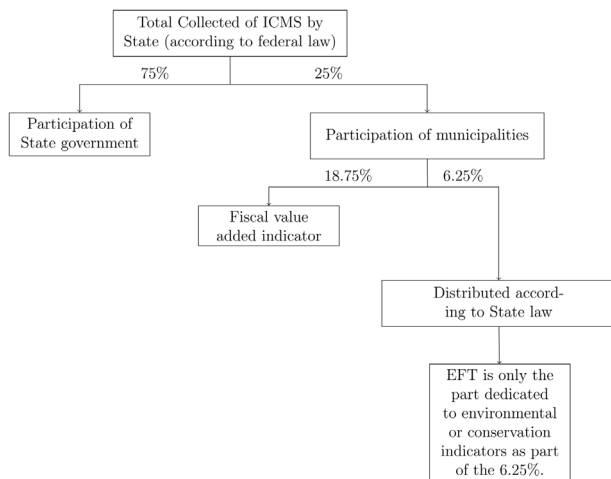 Total Collected of ICMS by
State (according to federal law)
75%
25%
Participation of
State government
Participation of municipalities
18.75%
6.25%
Fiscal value
added indicator
Distributed accord-
ing to State law
EFT is only the
part dedicated
to environmental
or conservation
indicators as part
of the 6.25%.